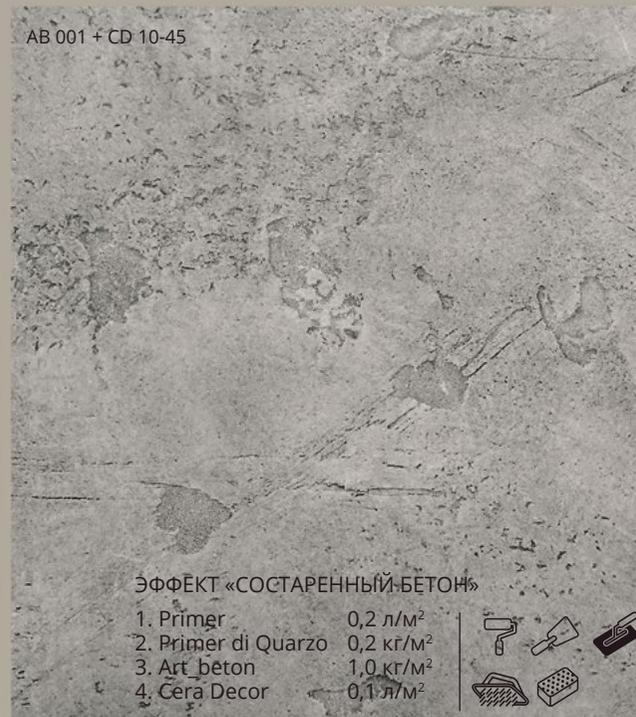 AB 001 + CD 10-45
ЭФФЕКТ «СОСТАРЕННЫЙ БЕТОН»
1. Primer 0,2 л/м²
2. Primer di Quarzo 0,2 кг/м²
3. Art_beton 1,0 кг/м²
4. Cera Decor 0,1 л/м²